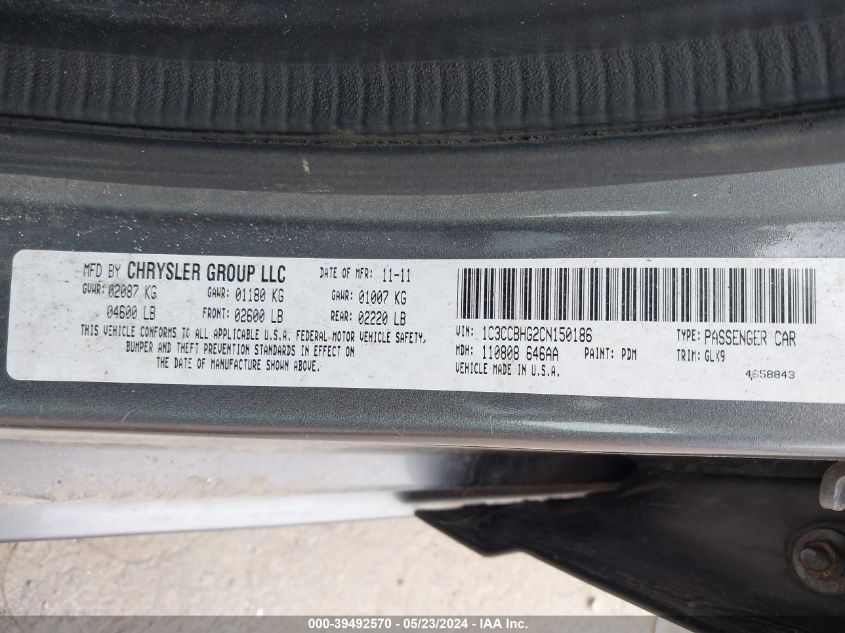 MFD BY CHRYSLER GROUP LLC DATE OF MFR: 11-11
GVWR: 02087 KG GAWR: 01180 KG GAWR: 01007 KG
04600 LB FRONT: 02600 LB REAR: 02220 LB
THIS VEHICLE CONFORMS TO ALL APPLICABLE U.S.A. FEDERAL MOTOR VEHICLE SAFETY,
BUMPER AND THEFT PREVENTION STANDARDS IN EFFECT ON
THE DATE OF MANUFACTURE SHOWN ABOVE.
VIN: 1C3CCBHG2CN150186 TYPE: PASSENGER CAR
MDH: 110808 646AA PAINT: PDM TRIM: GLK9
VEHICLE MADE IN U.S.A. 4658843
000-39492570 - 05/23/2024 - IAA Inc.